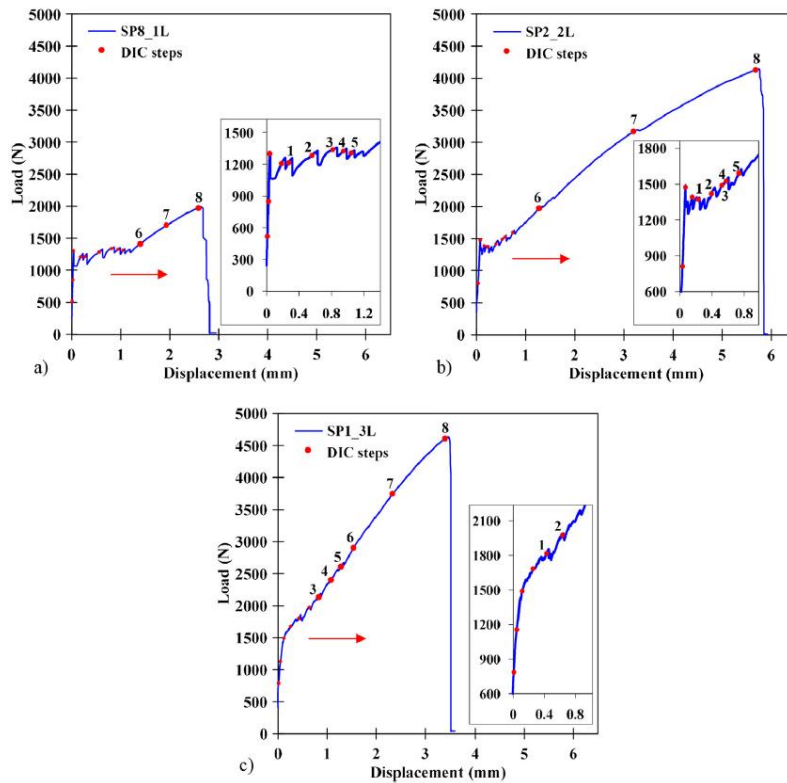 5000
4500
4000
3500
3000
2500
2000
1500
1000
500
0
Load (N)
SP8_1L
DIC steps
1500
1200
900
600
300
0
0 0.4 0.8 1.2
1 2 3 4 5
6 7 8
0 1 2 3 4 5 6
Displacement (mm)
a)
5000
4500
4000
3500
3000
2500
2000
1500
1000
500
0
Load (N)
SP2_2L
DIC steps
1800
1500
1200
900
600
0 0.4 0.8
1 2 4 3 5
6 7 8
0 1 2 3 4 5 6
Displacement (mm)
b)
5000
4500
4000
3500
3000
2500
2000
1500
1000
500
0
Load (N)
SP1_3L
DIC steps
3 4 5 6 7 8
2100
1800
1500
1200
900
600
0 0.4 0.8
1 2
0 1 2 3 4 5 6
Displacement (mm)
c)